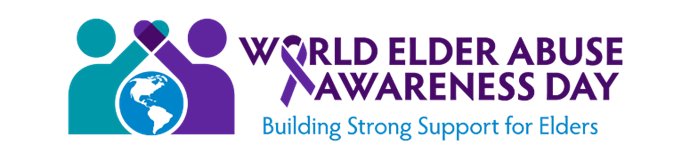 WORLD ELDER ABUSE
AWARENESS DAY
Building Strong Support for Elders